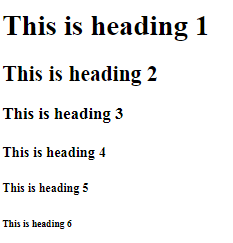 This is heading 1
This is heading 2
This is heading 3
This is heading 4
This is heading 5
This is heading 6